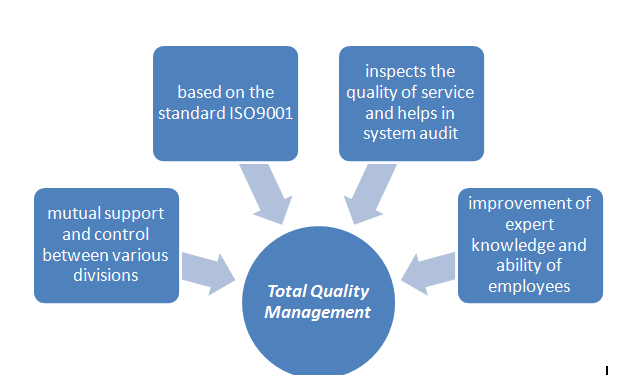 based on the
standard ISO9001
inspects the
quality of service
and helps in
system audit
mutual support
and control
between various
divisions
improvement of
expert
knowledge and
ability of
employees
Total Quality
Management